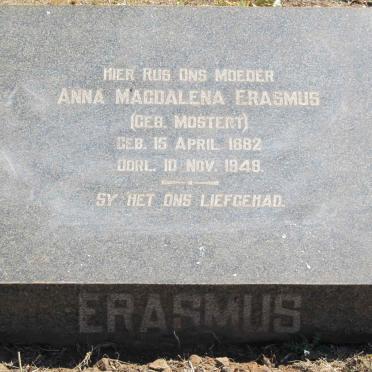 HIER RUS ONS MOEDER
ANNA MAGDALENA ERASMUS
(GEB. MOSTERT)
GEB. 15 APRIL 1882
OORL. 10 NOV. 1949.
SY HET ONS LIEFGEHAD.
ERASMUS